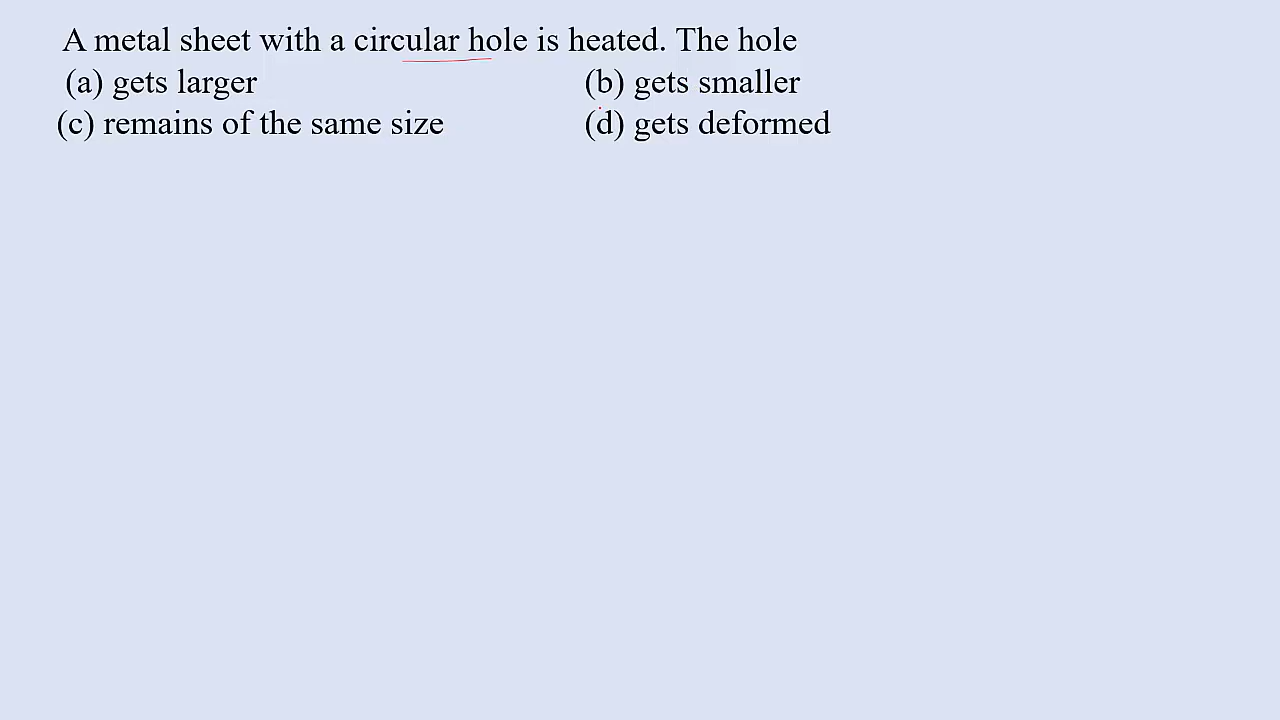 A metal sheet with a circular hole is heated. The hole
(a) gets larger (b) gets smaller
(c) remains of the same size (d) gets deformed